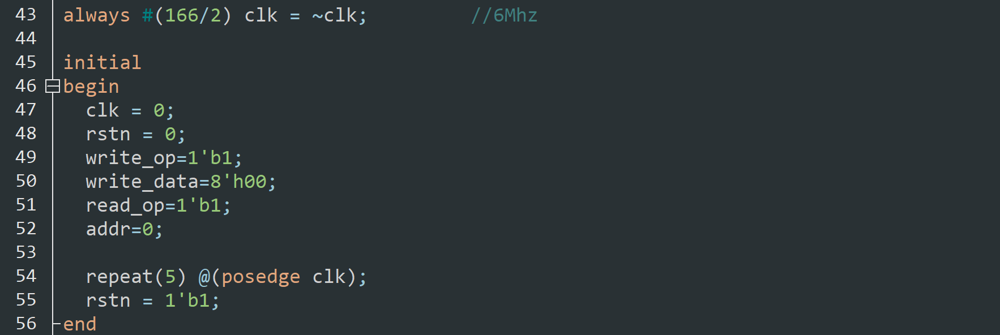 43 always #(166/2) clk = ~clk; //6Mhz
44
45 initial
46 begin
47 clk = 0;
48 rstn = 0;
49 write_op=1'b1;
50 write_data=8'h00;
51 read_op=1'b1;
52 addr=0;
53
54 repeat(5) @(posedge clk);
55 rstn = 1'b1;
56 end